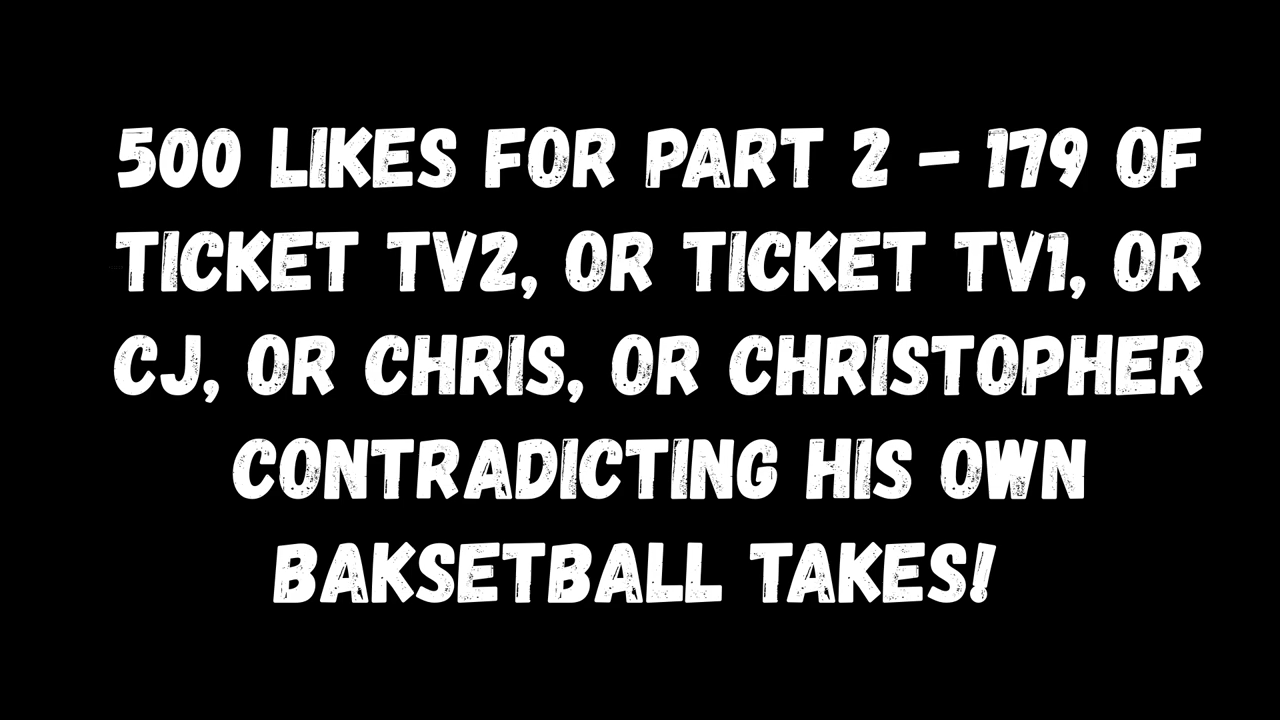 500 LIKES FOR PART 2 - 179 OF
TICKET TV2, OR TICKET TV1, OR
CJ, OR CHRIS, OR CHRISTOPHER
CONTRADICTING HIS OWN
BAKSETBALL TAKES!